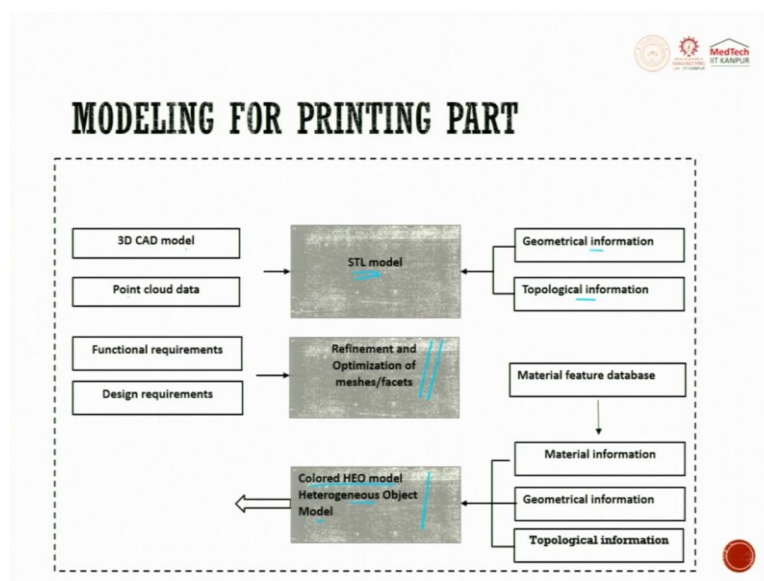 MedTech
IIT KANPUR
MODELING FOR PRINTING PART
3D CAD model
Point cloud data
STL model
Geometrical information
Topological information
Functional requirements
Design requirements
Refinement and
Optimization of
meshes/facets
Material feature database
Material information
Colored HEO model
Heterogeneous Object
Model
Geometrical information
Topological information